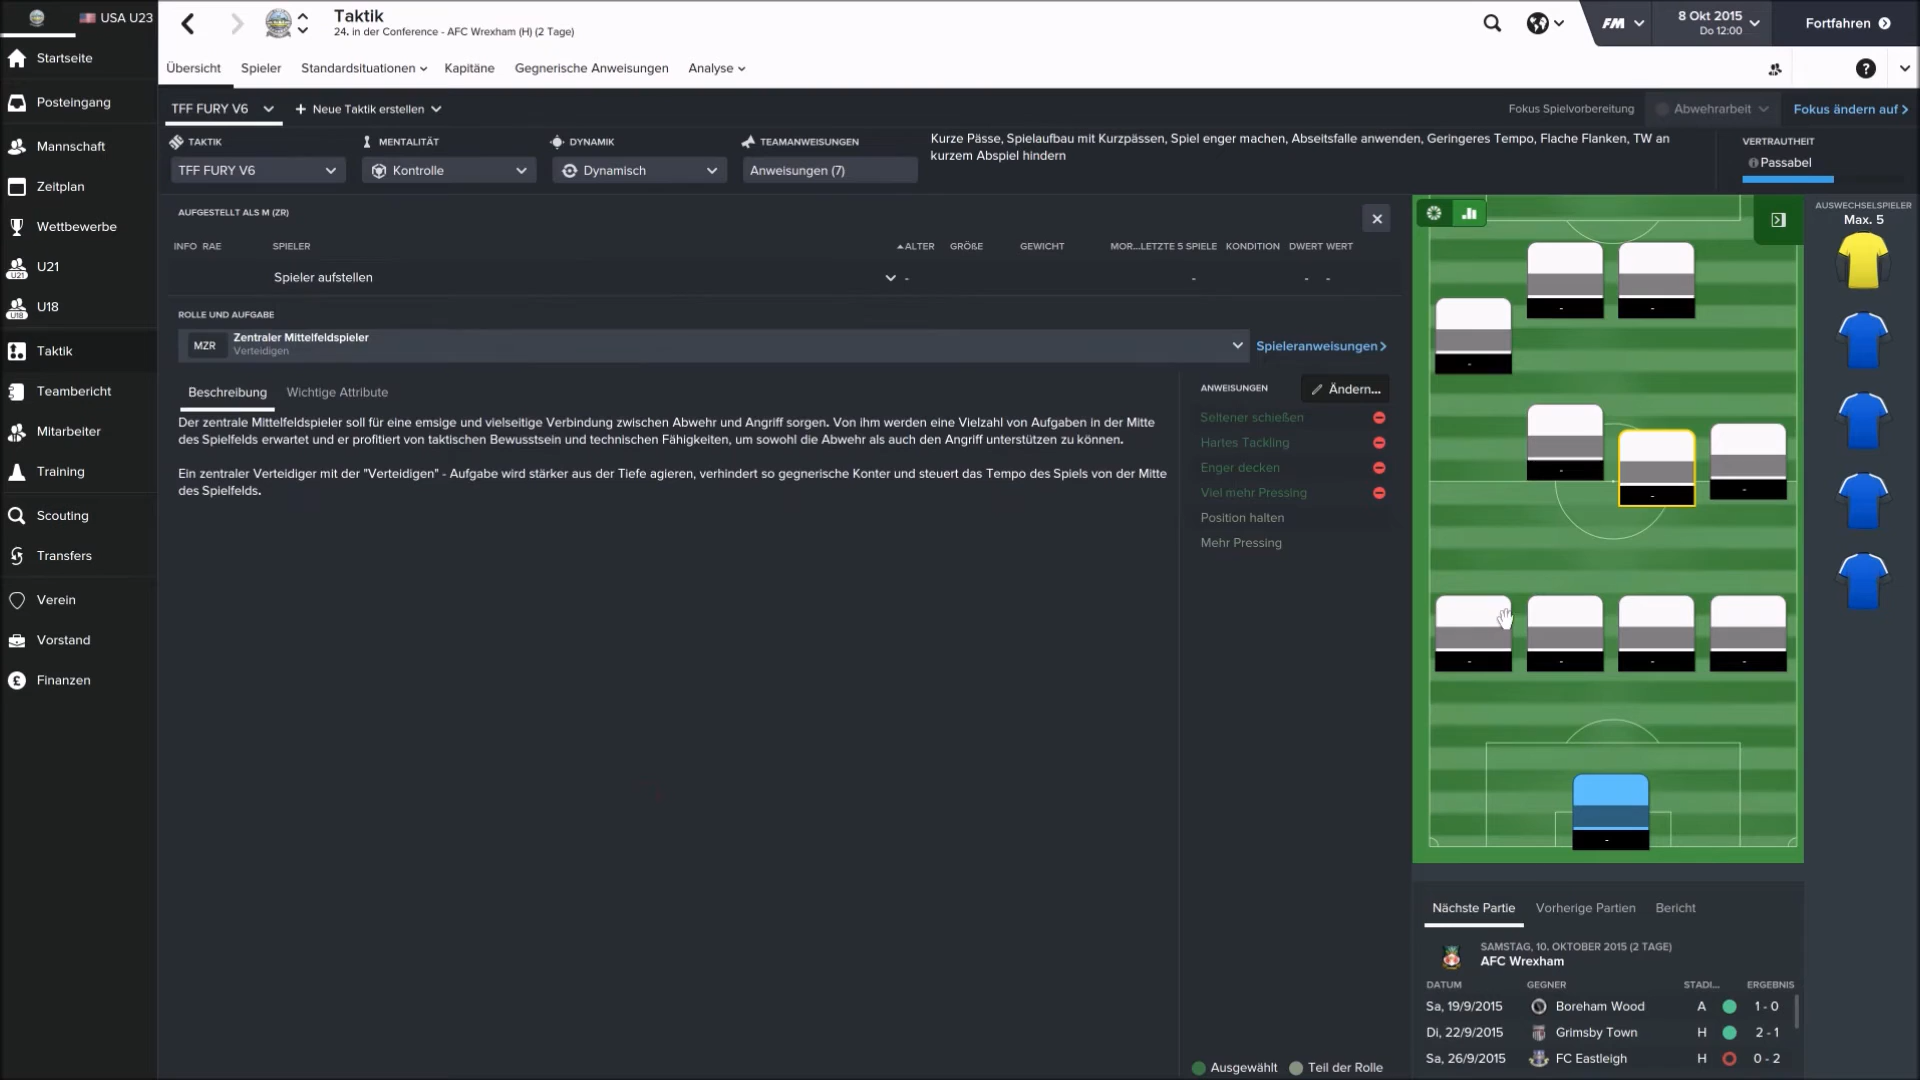 USA U23
Taktik
24. in der Conference - AFC Wrexham (H) (2 Tage)
FM
8 Okt 2015
Do 12:00
Fortfahren
Startseite
Posteingang
Mannschaft
Zeitplan
Wettbewerbe
U21
U21
U18
U18
Taktik
Teambericht
Mitarbeiter
Training
Scouting
Transfers
Verein
Vorstand
Finanzen
Übersicht
Spieler
Standardsituationen
Kapitäne
Gegnerische Anweisungen
Analyse
?
TFF FURY V6
Neue Taktik erstellen
Fokus Spielvorbereitung
Abwehrarbeit
Fokus ändern auf
TAKTIK
TFF FURY V6
MENTALITÄT
Kontrolle
DYNAMIK
Dynamisch
TEAMANWEISUNGEN
Anweisungen (7)
Kurze Pässe, Spielaufbau mit Kurzpässen, Spiel enger machen, Abseitsfalle anwenden, Geringeres Tempo, Flache Flanken, TW an
kurzem Abspiel hindern
VERTRAUTHEIT
Passabel
AUFGESTELLT ALS M (ZR)
INFO RAE SPIELER ALTER GRÖßE GEWICHT MOR...LETZTE 5 SPIELE KONDITION DWERT WERT
Spieler aufstellen - - - -
ROLLE UND AUFGABE
MZR
Zentraler Mittelfeldspieler
Verteidigen
Spieleranweisungen
Beschreibung
Wichtige Attribute
Der zentrale Mittelfeldspieler soll für eine emsige und vielseitige Verbindung zwischen Abwehr und Angriff sorgen. Von ihm werden eine Vielzahl von Aufgaben in der Mitte
des Spielfelds erwartet und er profitiert von taktischen Bewusstsein und technischen Fähigkeiten, um sowohl die Abwehr als auch den Angriff unterstützen zu können.
Ein zentraler Verteidiger mit der "Verteidigen" - Aufgabe wird stärker aus der Tiefe agieren, verhindert so gegnerische Konter und steuert das Tempo des Spiels von der Mitte
des Spielfelds.
ANWEISUNGEN
Ändern...
Seltener schießen
Hartes Tackling
Enger decken
Viel mehr Pressing
Position halten
Mehr Pressing
Ausgewählt
Teil der Rolle
AUSWECHSELSPIELER
Max. 5
Nächste Partie
Vorherige Partien
Bericht
SAMSTAG, 10. OKTOBER 2015 (2 TAGE)
AFC Wrexham
DATUM GEGNER STADI... ERGEBNIS
Sa, 19/9/2015 Boreham Wood A 1 - 0
Di, 22/9/2015 Grimsby Town H 2 - 1
Sa, 26/9/2015 FC Eastleigh H 0 - 2